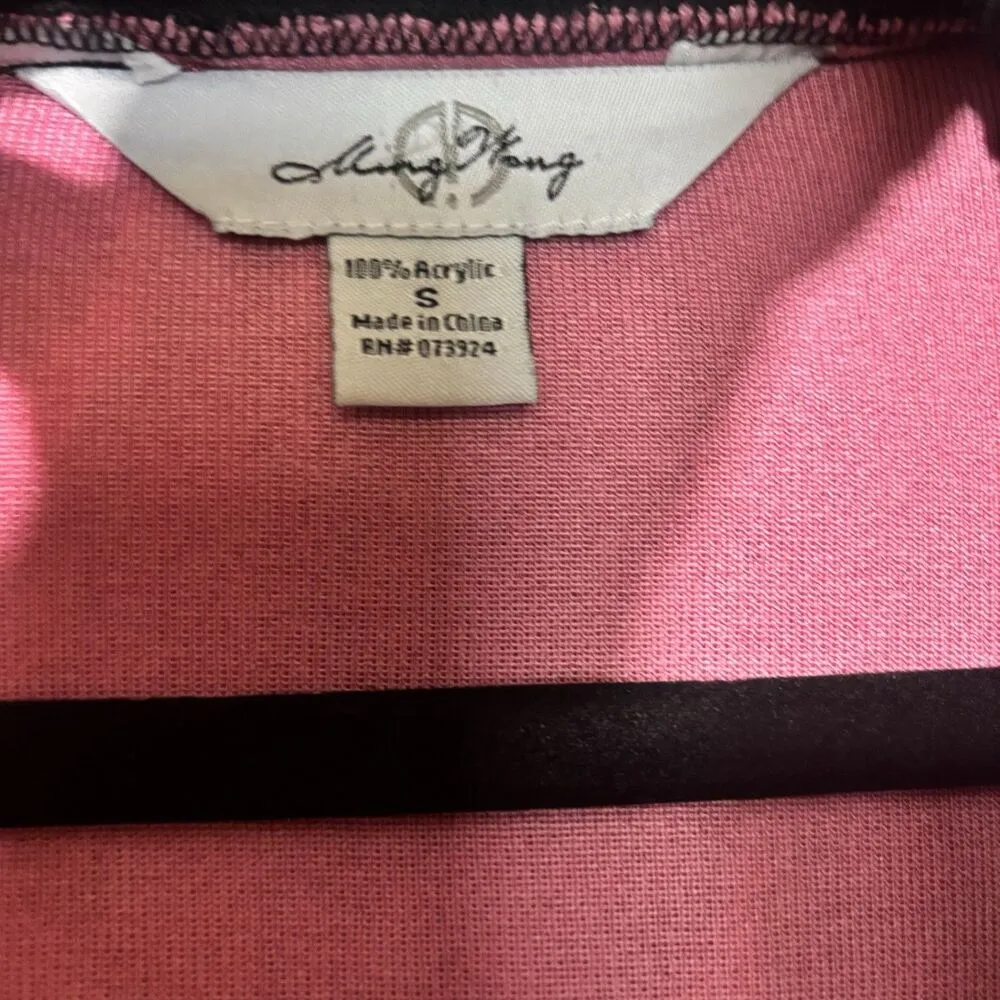 Ming Wang
100% Acrylic
S
Made in China
RN# 073924